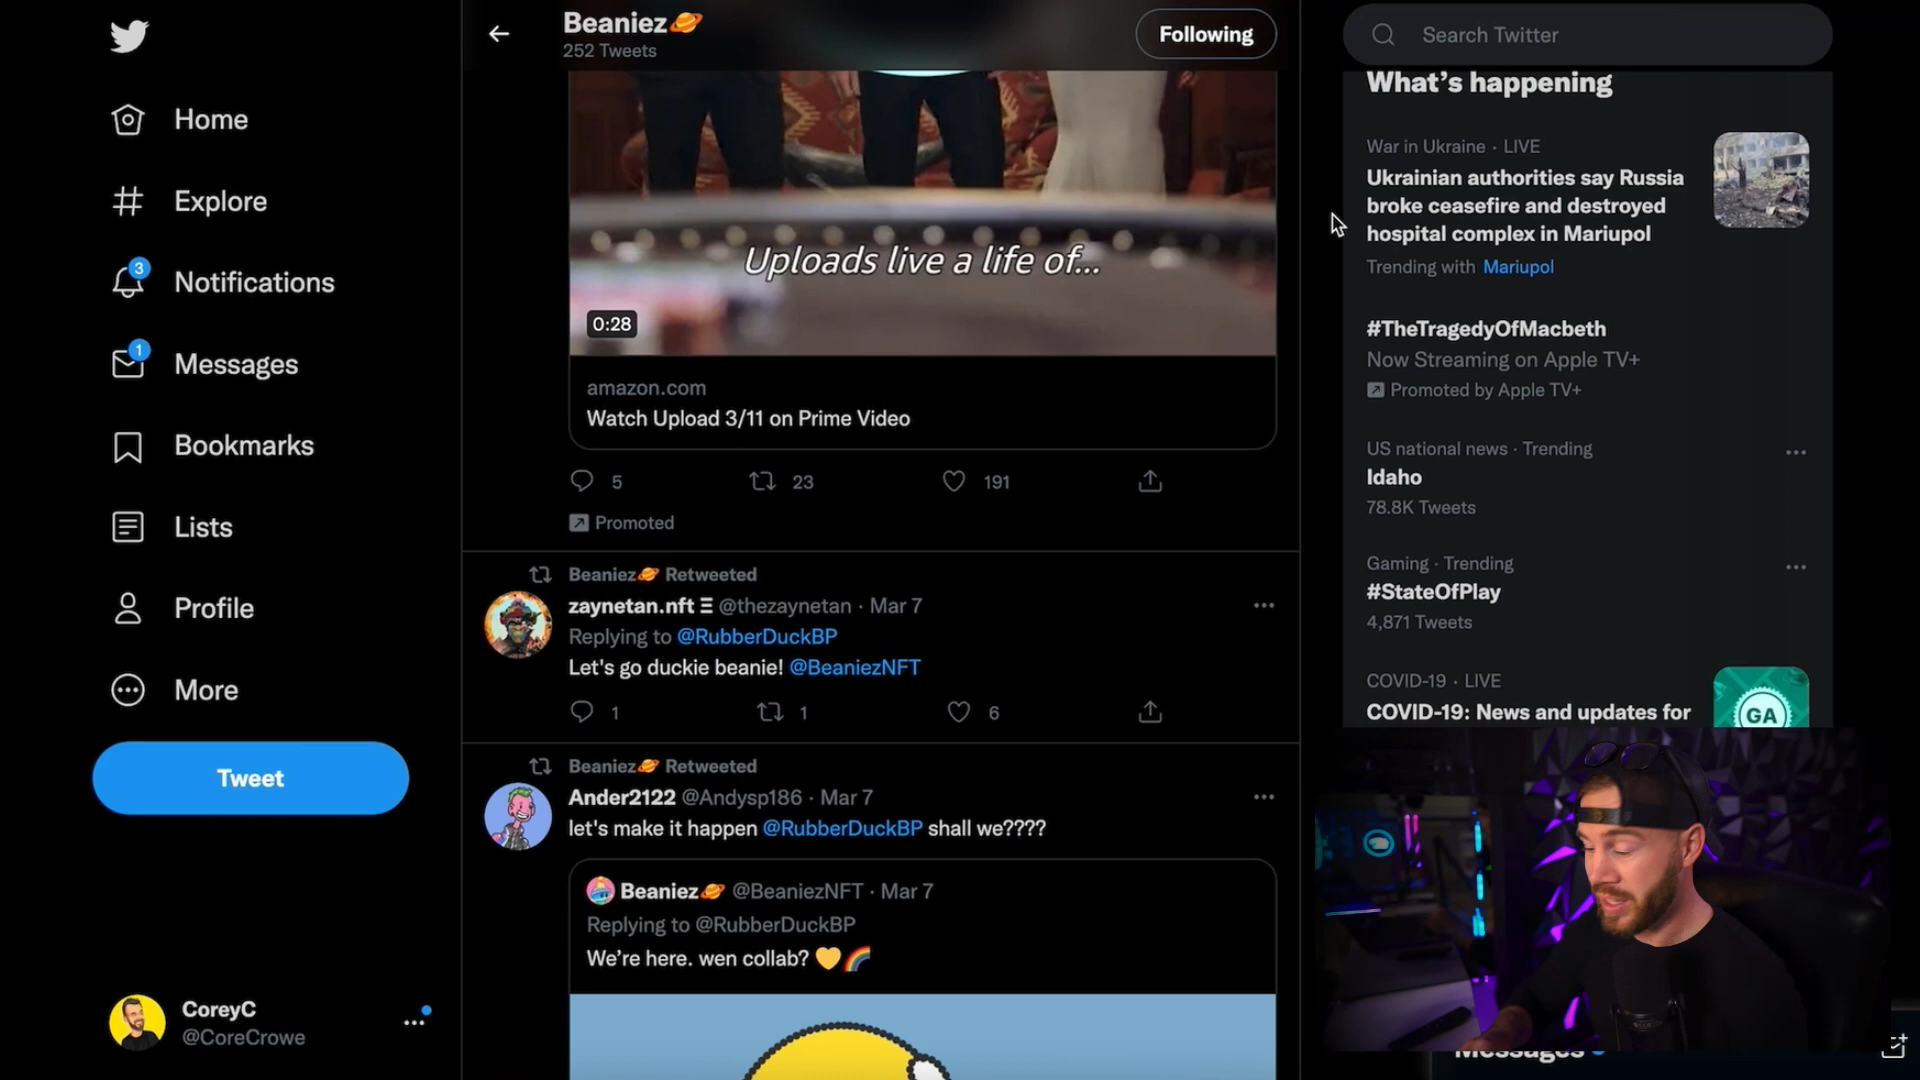 Home
Explore
3
Notifications
1
Messages
Bookmarks
Lists
Profile
More
Tweet
CoreyC
@CoreCrowe
Beaniez🪐
252 Tweets
Following
Uploads live a life of...
0:28
amazon.com
Watch Upload 3/11 on Prime Video
5 23 191
Promoted
Beaniez🪐 Retweeted
zaynetan.nft Ξ @thezaynetan · Mar 7
Replying to @RubberDuckBP
Let's go duckie beanie! @BeaniezNFT
1 1 6
Beaniez🪐 Retweeted
Ander2122 @Andysp186 · Mar 7
let's make it happen @RubberDuckBP shall we????
Beaniez🪐 @BeaniezNFT · Mar 7
Replying to @RubberDuckBP
We're here. wen collab? 💛🌈
Search Twitter
What's happening
War in Ukraine · LIVE
Ukrainian authorities say Russia
broke ceasefire and destroyed
hospital complex in Mariupol
Trending with Mariupol
#TheTragedyOfMacbeth
Now Streaming on Apple TV+
Promoted by Apple TV+
US national news · Trending
Idaho
78.8K Tweets
Gaming · Trending
#StateOfPlay
4,871 Tweets
COVID-19 · LIVE
COVID-19: News and updates for
GA
Messages